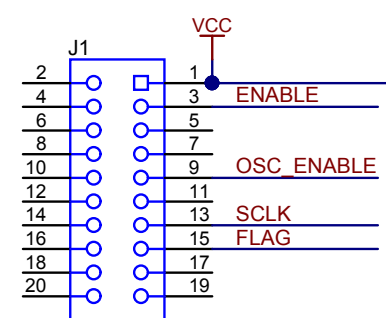 VCC
J1
2 1
4 3 ENABLE
6 5
8 7
10 9 OSC_ENABLE
12 11
14 13 SCLK
16 15 FLAG
18 17
20 19